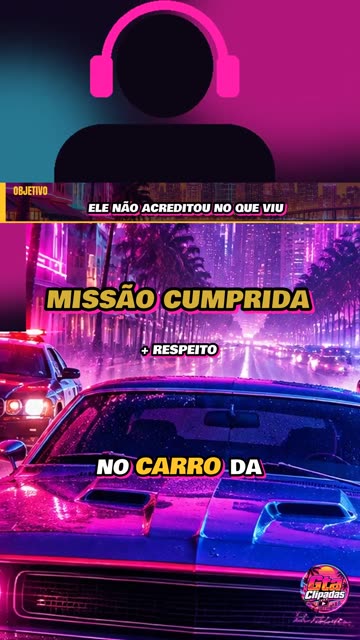 OBJETIVO
ELE NÃO ACREDITOU NO QUE VIU
MISSÃO CUMPRIDA
+ RESPEITO
NO CARRO DA
Clipadas